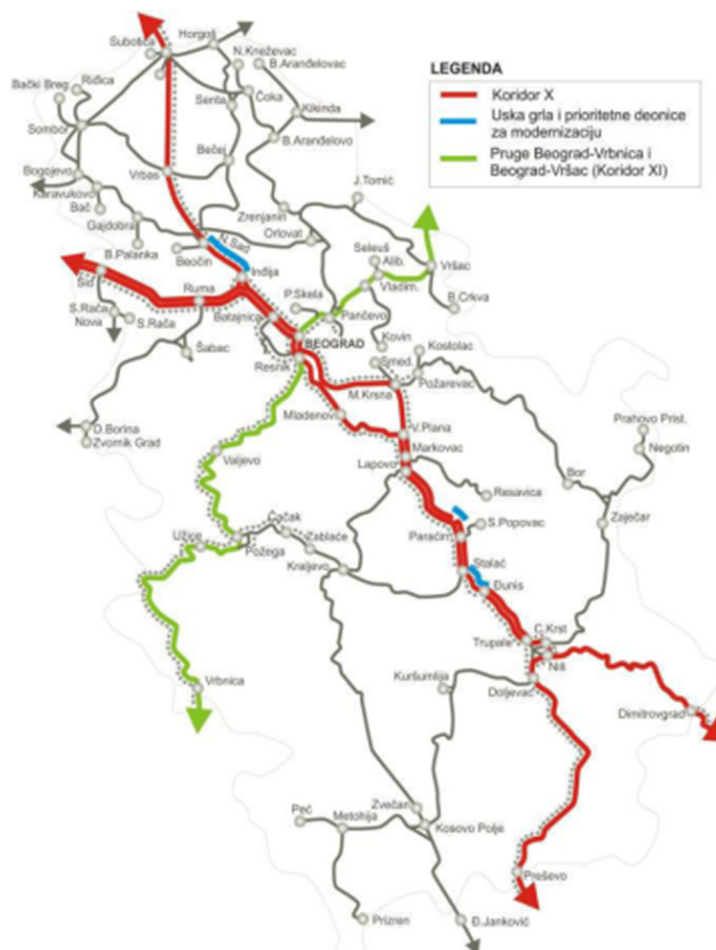 Subotica
Horgoš
N.Kneževac
B.Aranđelovac
Bački Breg
Riđica
Senta
Čoka
Kikinda
Sombor
B.Aranđelovo
Bečej
Bogojevo
Vrbas
Karavukovo
Bač
J.Tomić
Zrenjanin
Gajdobra
Orlovat
N.Sad
B.Palanka
Beočin
Seleuš
Alib.
Vršac
Inđija
Vladim.
Šid
Ruma
P.Skela
B.Crkva
S.Rača
Nova
S.Rača
Batajnica
Pančevo
Kovin
BEOGRAD
Kostolac
Šabac
Resnik
Smed.
Požarevac
M.Krsna
Mladenovac
D.Borina
Zvornik Grad
V.Plana
Prahovo Prist.
Markovac
Negotin
Valjevo
Lapovo
Bor
Resavica
Zaječar
Čačak
S.Popovac
Paraćin
Užice
Zablaće
Požega
Kraljevo
Stalać
Đunis
C.Krst
Trupale
Niš
Vrbnica
Kuršumlija
Doljevac
Dimitrovgrad
Zvečan
Peć
Metohija
Kosovo Polje
Preševo
Prizren
Đ.Janković
LEGENDA
Koridor X
Uska grla i prioritetne deonice
za modernizaciju
Pruge Beograd-Vrbnica i
Beograd-Vršac (Koridor XI)